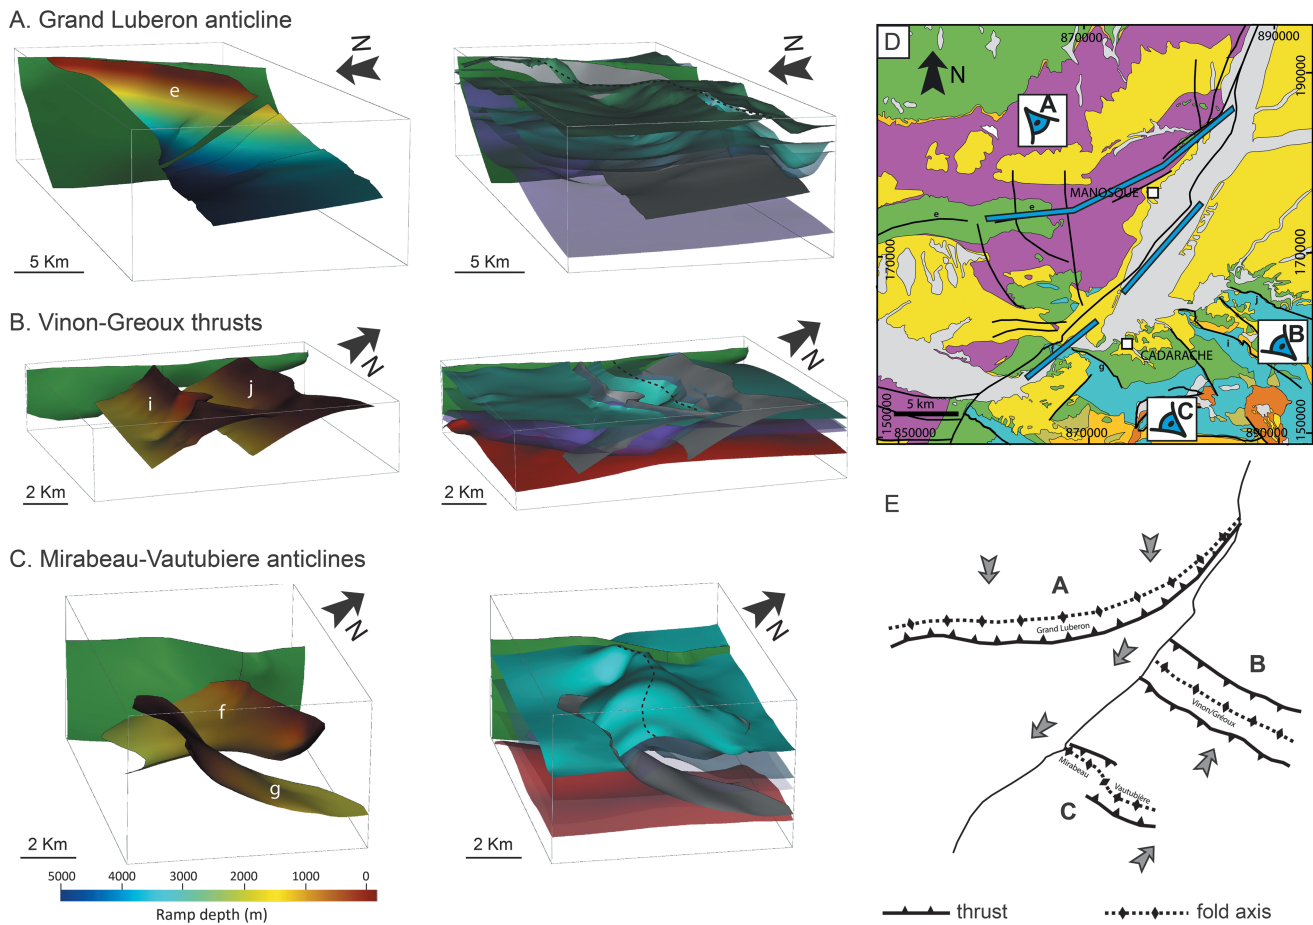 A. Grand Luberon anticline
N
e
5 Km
N
5 Km
B. Vinon-Greoux thrusts
N
i
j
2 Km
N
2 Km
C. Mirabeau-Vautubiere anticlines
N
f
g
2 Km
N
2 Km
5000 4000 3000 2000 1000 0
Ramp depth (m)
D
870000
890000
190000
N
A
MANOSQUE
e
e
170000
170000
j
B
i
CADARACHE
f
g
C
5 km
150000
850000
870000
890000
150000
E
A
Grand Luberon
B
Vinon/Gréoux
Mirabeau
Vautubière
C
thrust
fold axis